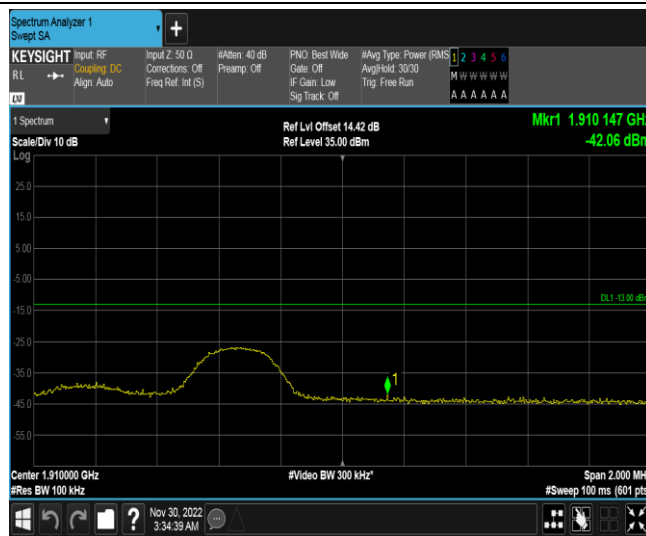 Spectrum Analyzer 1
Swept SA
+
KEYSIGHT
RL
LXI
Input: RF
Coupling: DC
Align: Auto
Input Z: 50 Ω
Corrections: Off
Freq Ref: Int (S)
#Atten: 40 dB
Preamp: Off
PNO: Best Wide
Gate: Off
IF Gain: Low
Sig Track: Off
#Avg Type: Power (RMS
Avg|Hold: 30/30
Trig: Free Run
1 2 3 4 5 6
M W W W W W
A A A A A A
1 Spectrum
Scale/Div 10 dB
Log
Ref Lvl Offset 14.42 dB
Ref Level 35.00 dBm
Mkr1 1.910 147 GHz
-42.06 dBm
25.0
15.0
5.00
-5.00
DL1 -13.00 dBm
-15.0
-25.0
-35.0
1
-45.0
-55.0
Center 1.910000 GHz
#Res BW 100 kHz
#Video BW 300 kHz*
Span 2.000 MH
#Sweep 100 ms (601 pts
?
Nov 30, 2022
3:34:39 AM